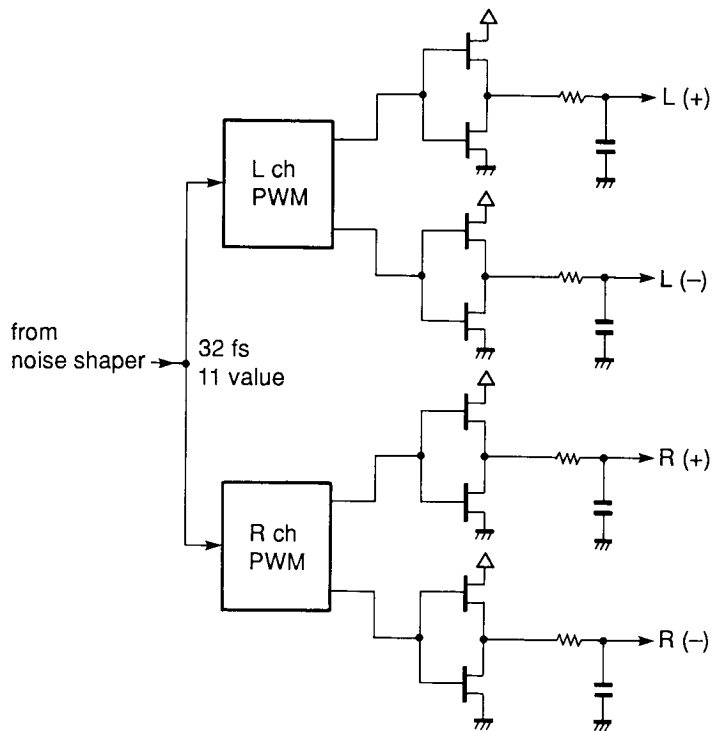 L (+)
L ch
PWM
L (–)
from
noise shaper
32 fs
11 value
R (+)
R ch
PWM
R (–)